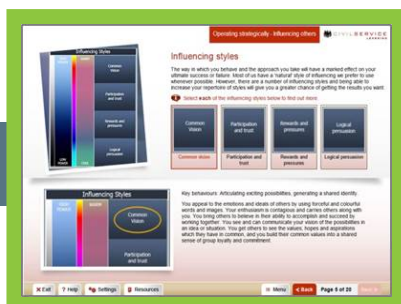 Operating strategically - Influencing others
CIVIL SERVICE
LEARNING
Influencing styles
The way in which you behave and the approach you take will have a marked effect on your
ultimate success or failure. Most of us have a 'natural' style of influencing we prefer to use
whenever possible. However, there are a number of influencing styles and being able to
increase your repertoire of styles will give you a greater chance of getting the results you want.
Select each of the influencing styles below to find out more.
Influencing Styles
Common
Vision
Participation
and trust
Rewards and
pressures
Logical
persuasion
LOW
Common
Vision
Participation
and trust
Rewards and
pressures
Logical
persuasion
Common vision
Participation and
trust
Rewards and
pressures
Logical persuasion
Influencing Styles
Common
Vision
Participation
and trust
Key behaviours: Articulating exciting possibilities, generating a shared identity.
You appeal to the emotions and ideals of others by using forceful and colourful
words and images. Your enthusiasm is contagious and carries others along with
you. You bring others to believe in their ability to accomplish and succeed by
working together. You see and can communicate your vision of the possibilities in
an idea or situation. You get others to see the values, hopes and aspirations
which they have in common, and you build their common values into a shared
sense of group loyalty and commitment.
Exit
? Help
Settings
Resources
Menu
Back
Page 5 of 20